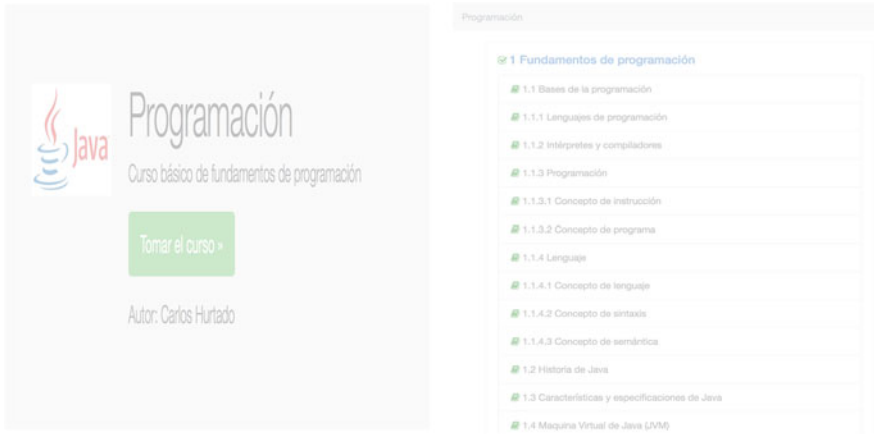 Java
Programación
Curso básico de fundamentos de programación
Tomar el curso »
Autor: Carlos Hurtado
Programación
1 Fundamentos de programación
1.1 Bases de la programación
1.1.1 Lenguajes de programación
1.1.2 Intérpretes y compiladores
1.1.3 Programación
1.1.3.1 Concepto de instrucción
1.1.3.2 Concepto de programa
1.1.4 Lenguaje
1.1.4.1 Concepto de lenguaje
1.1.4.2 Concepto de sintaxis
1.1.4.3 Concepto de semántica
1.2 Historia de Java
1.3 Características y especificaciones de Java
1.4 Maquina Virtual de Java (JVM)